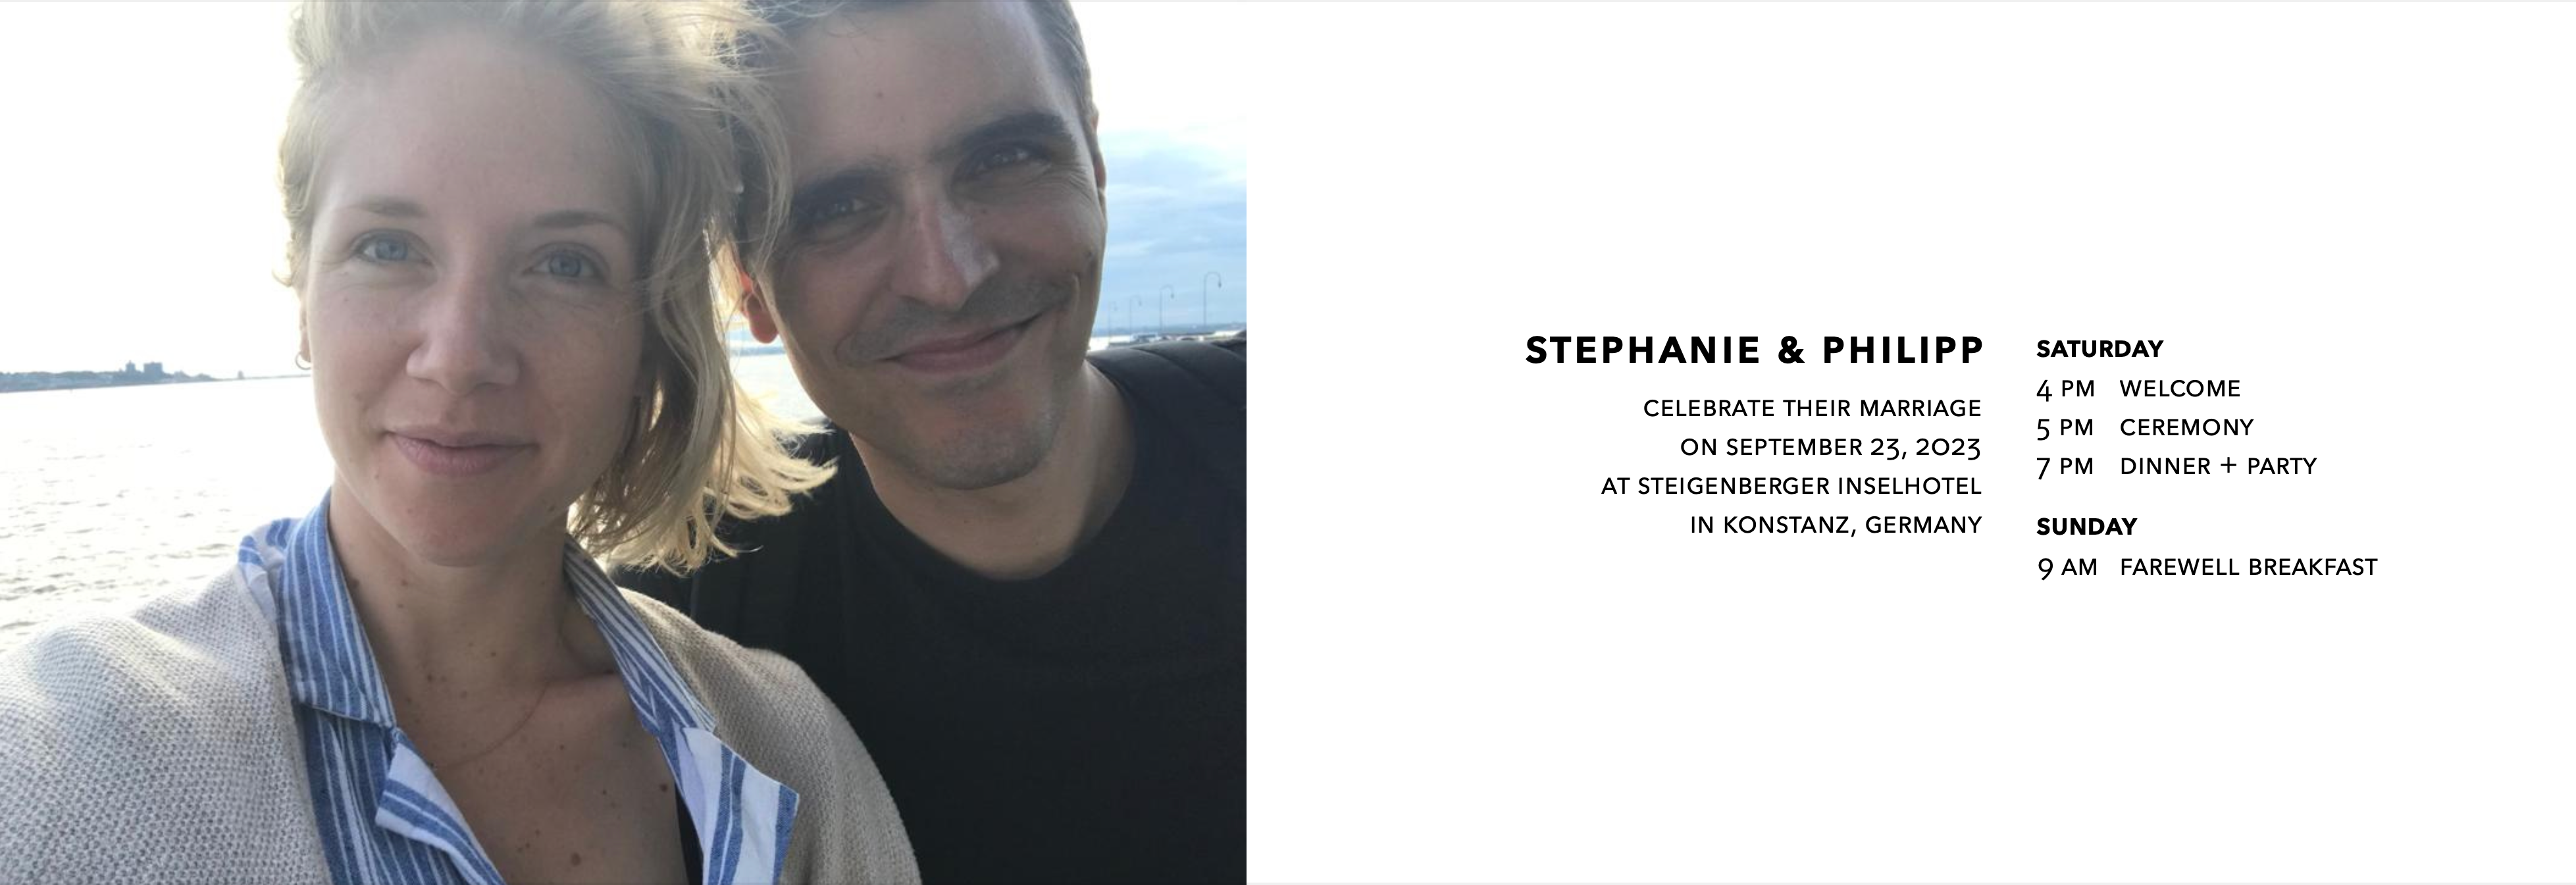 STEPHANIE & PHILIPP
CELEBRATE THEIR MARRIAGE
ON SEPTEMBER 23, 2023
AT STEIGENBERGER INSELHOTEL
IN KONSTANZ, GERMANY
SATURDAY
4 PM WELCOME
5 PM CEREMONY
7 PM DINNER + PARTY
SUNDAY
9 AM FAREWELL BREAKFAST